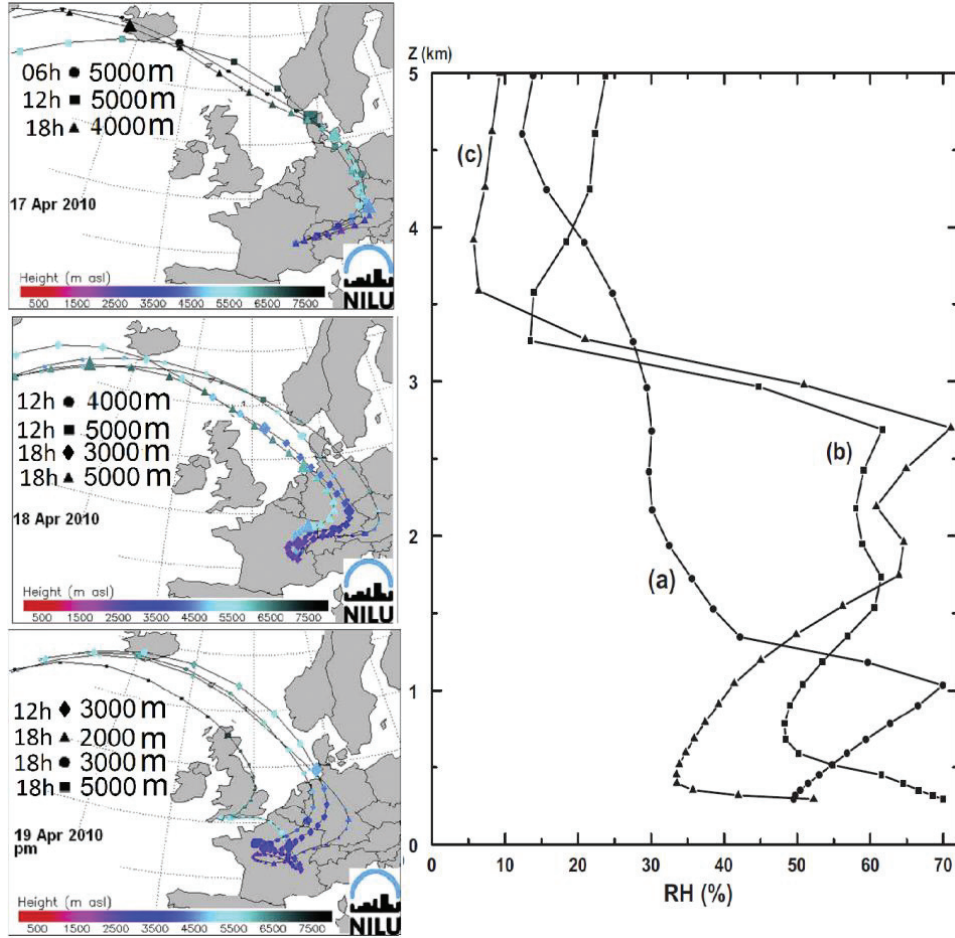 06h ● 5000m
12h ■ 5000m
18h ▲ 4000m
17 Apr 2010
Height (m asl)
500 1500 2500 3500 4500 5500 6500 7500
NILU
12h ● 4000m
12h ■ 5000m
18h ♦ 3000m
18h ▲ 5000m
18 Apr 2010
Height (m asl)
500 1500 2500 3500 4500 5500 6500 7500
NILU
12h ♦ 3000 m
18h ▲ 2000 m
18h ● 3000 m
18h ■ 5000 m
19 Apr 2010
pm
Height (m asl)
500 1500 2500 3500 4500 5500 6500 7500
NILU
Z (km)
5
4
3
2
1
0
(c)
(b)
(a)
0 10 20 30 40 50 60 70
RH (%)